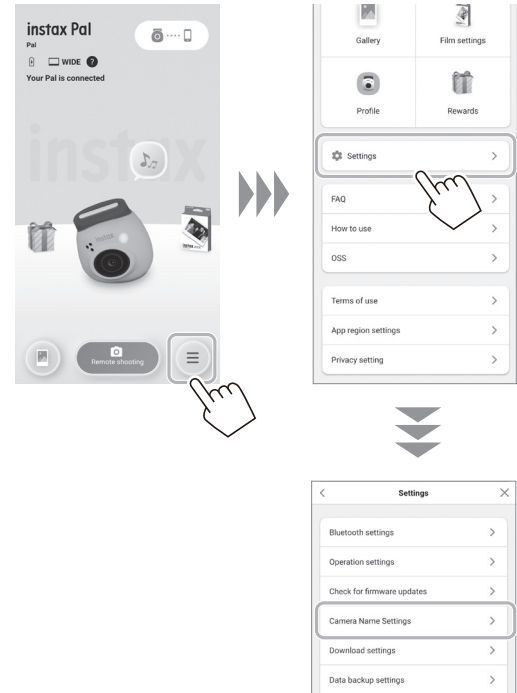 instax Pal
Pal
WIDE ?
Your Pal is connected
instax
instax
Remote shooting
Gallery
Film settings
Profile
Rewards
Settings
FAQ
How to use
OSS
Terms of use
App region settings
Privacy setting
Settings
Bluetooth settings
Operation settings
Check for firmware updates
Camera Name Settings
Download settings
Data backup settings